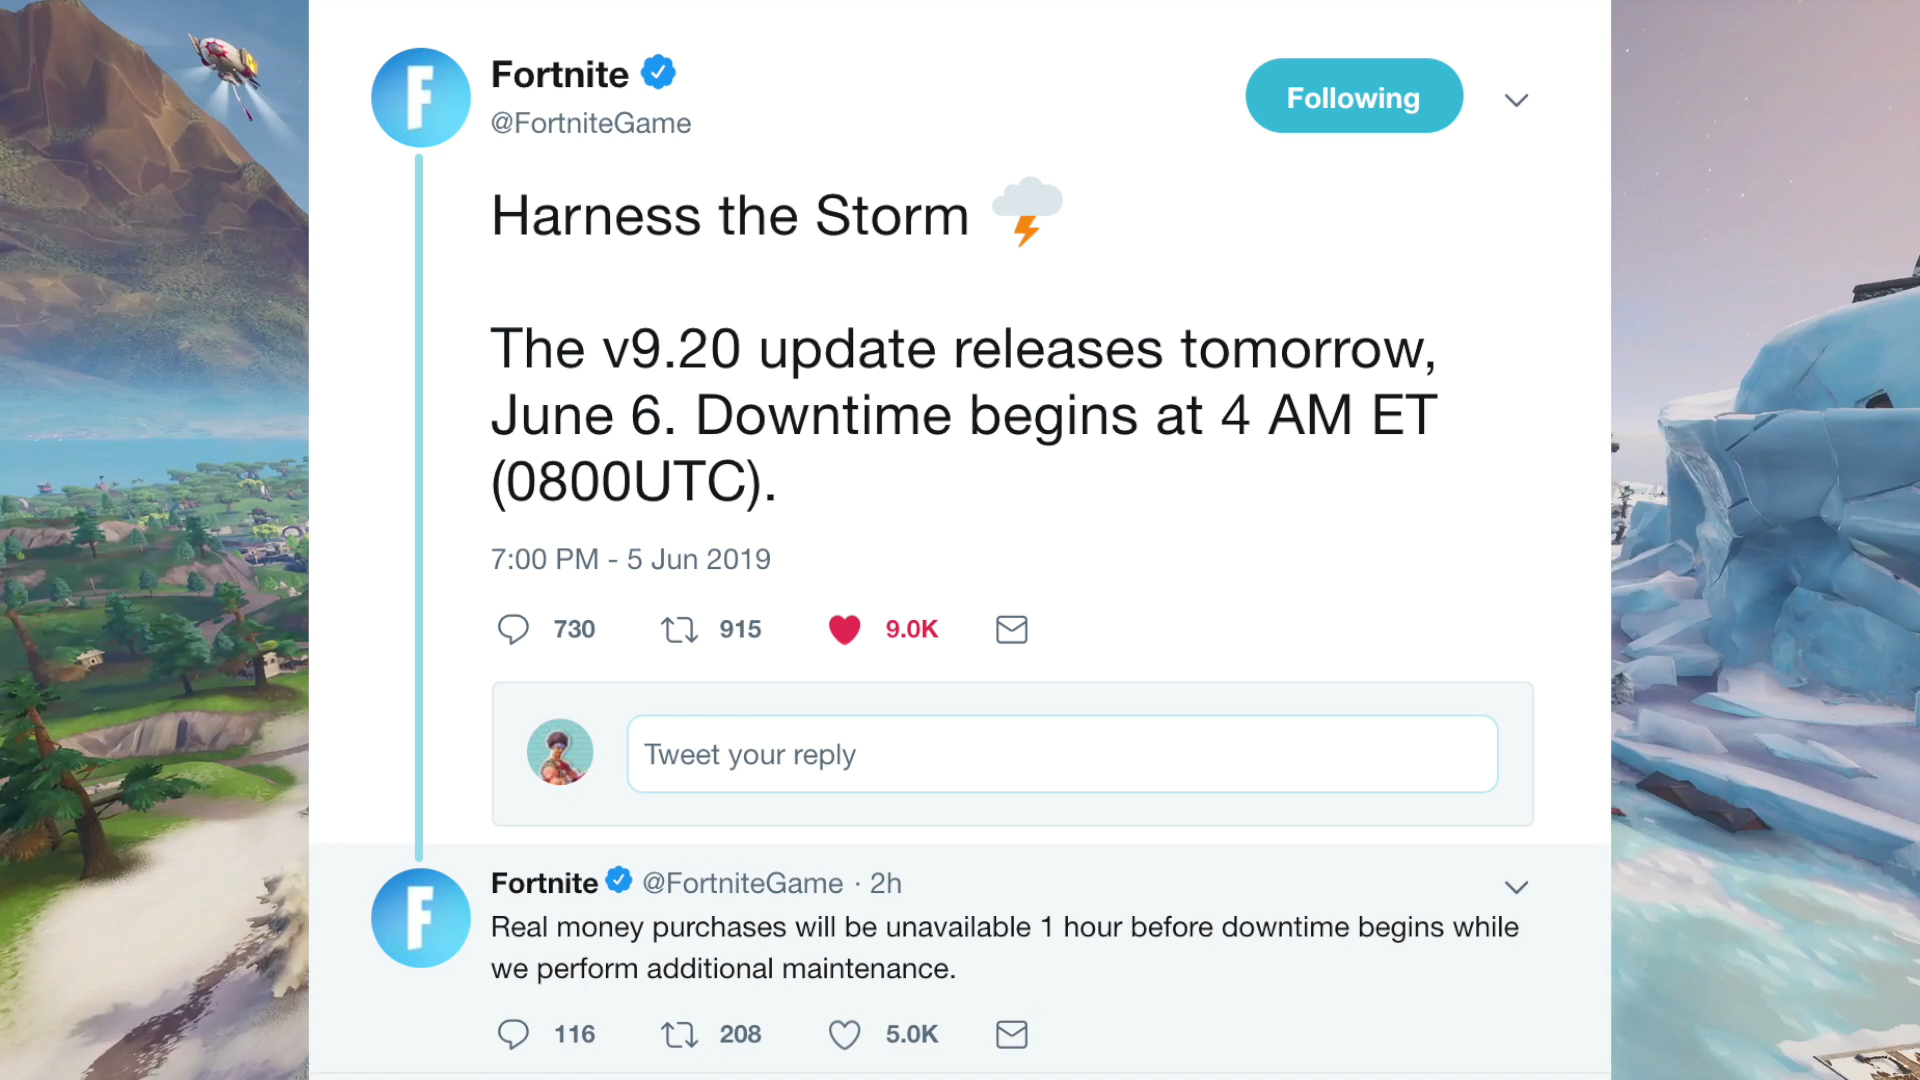 Fortnite
@FortniteGame
Following
Harness the Storm
The v9.20 update releases tomorrow,
June 6. Downtime begins at 4 AM ET
(0800UTC).
7:00 PM - 5 Jun 2019
730 915 9.0K
Tweet your reply
Fortnite @FortniteGame · 2h
Real money purchases will be unavailable 1 hour before downtime begins while
we perform additional maintenance.
116 208 5.0K